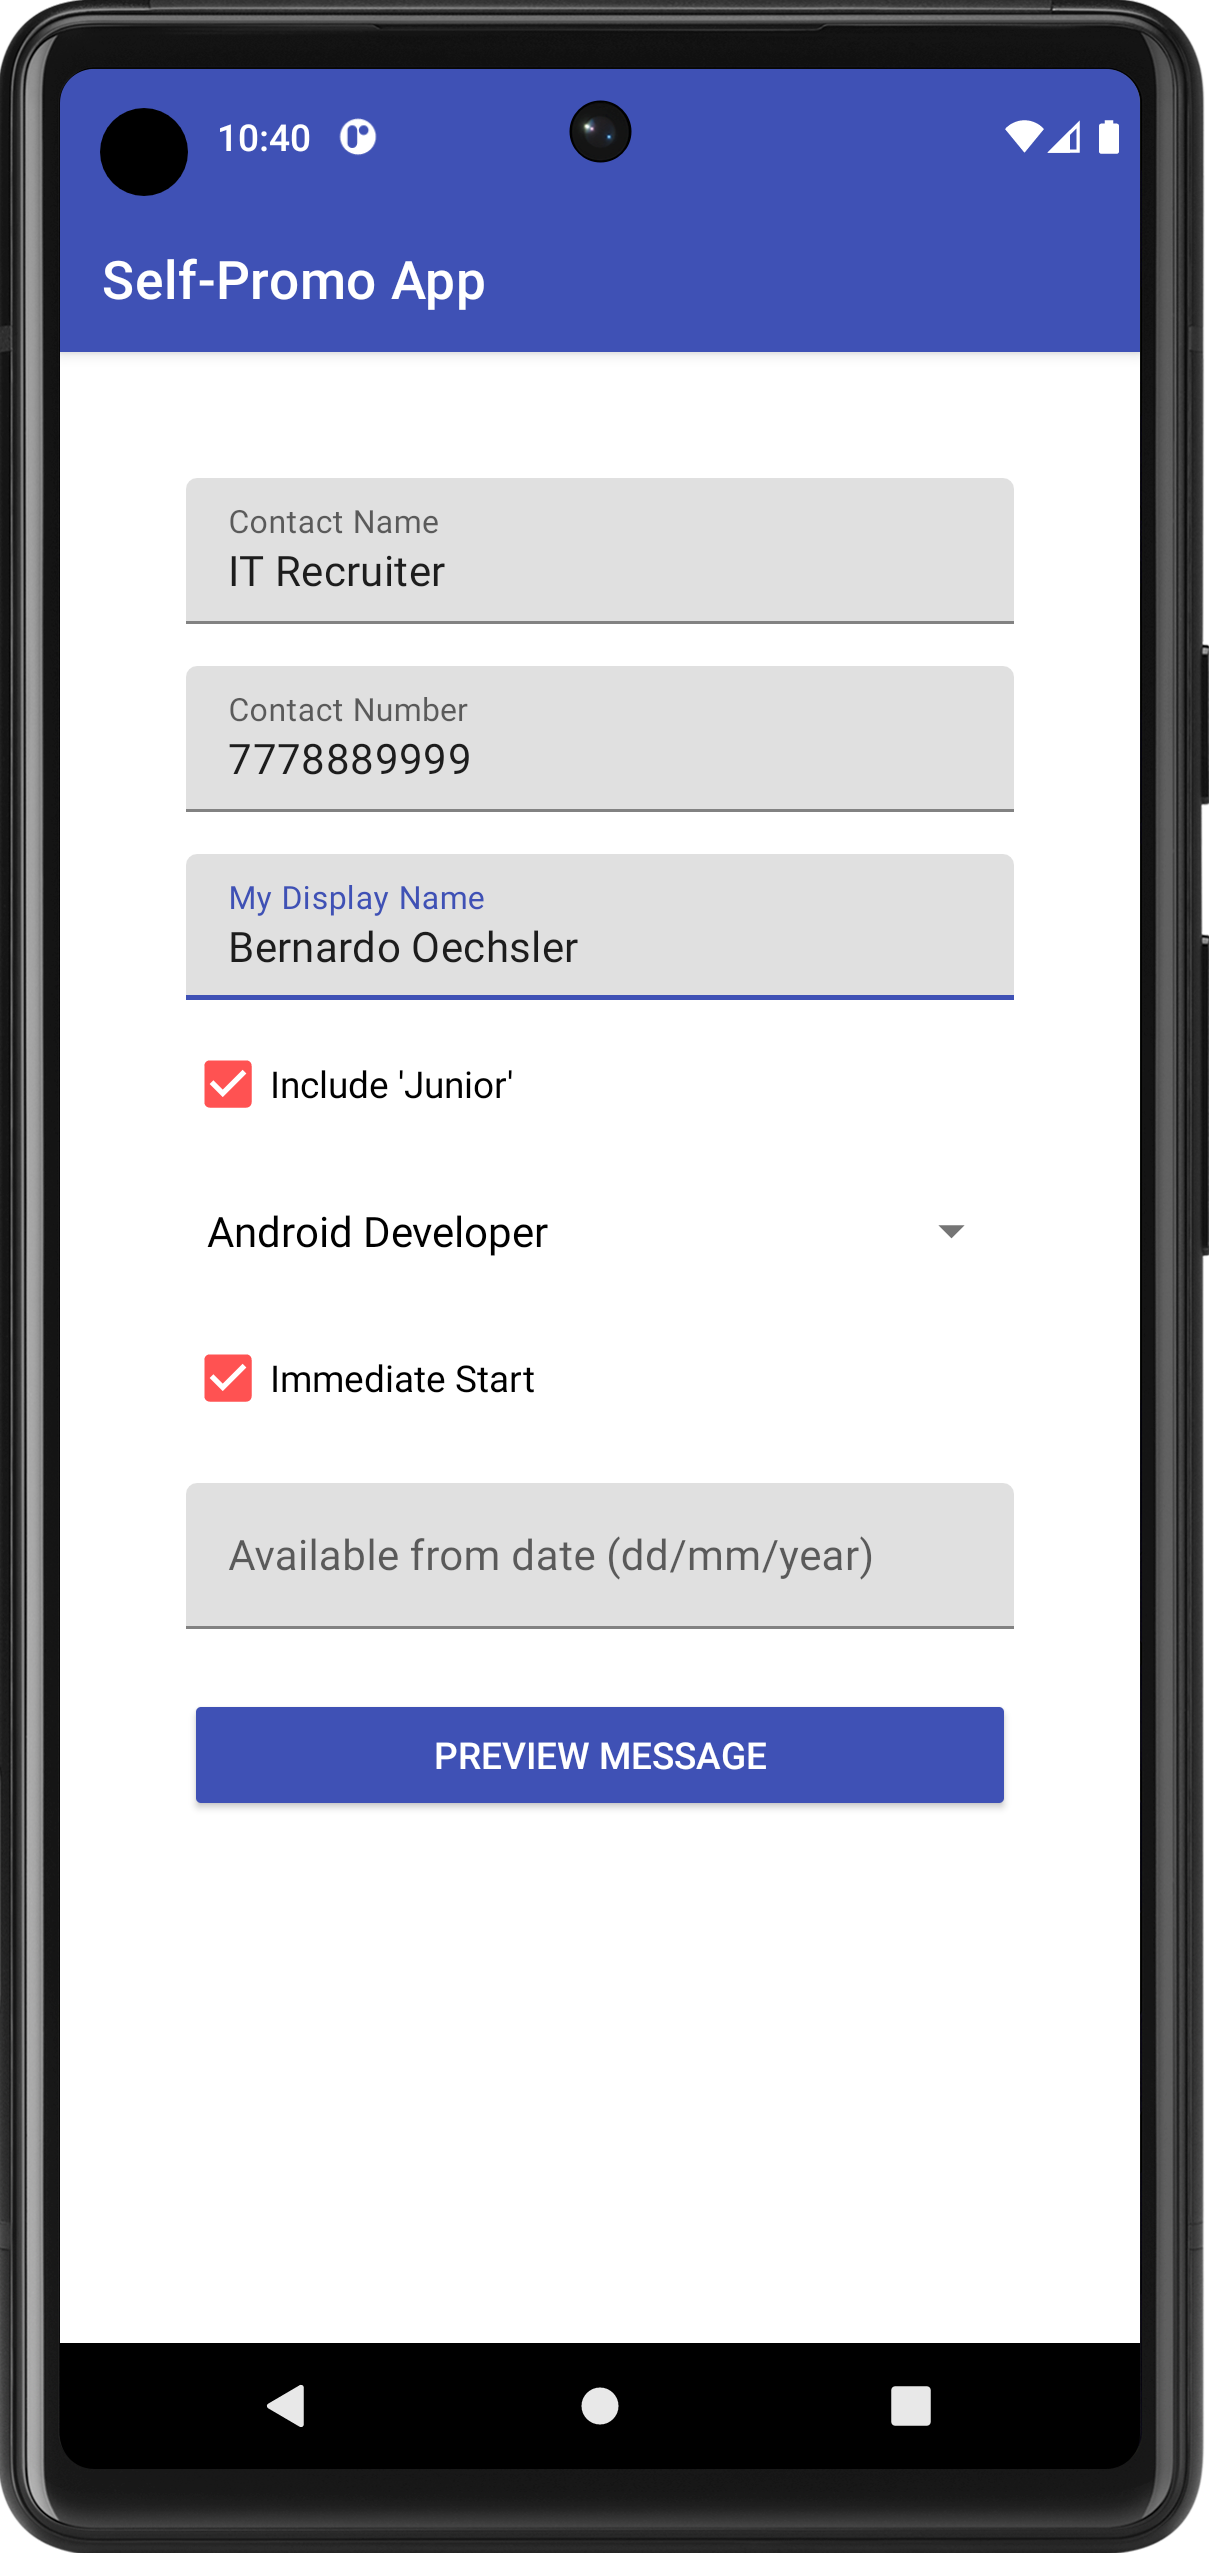 10:40
Self-Promo App
Contact Name
IT Recruiter
Contact Number
7778889999
My Display Name
Bernardo Oechsler
Include 'Junior'
Android Developer
Immediate Start
Available from date (dd/mm/year)
PREVIEW MESSAGE